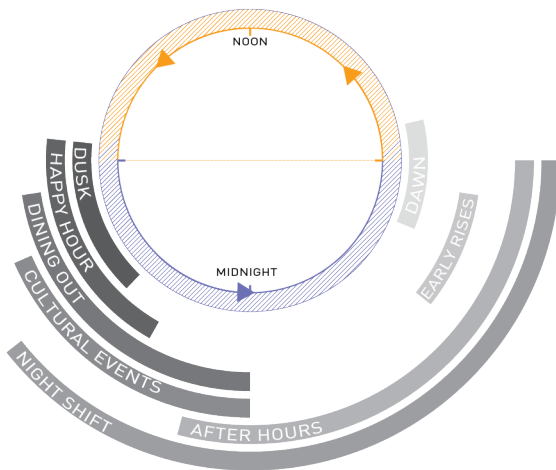 NOON
MIDNIGHT
DUSK
HAPPY HOUR
DINING OUT
CULTURAL EVENTS
NIGHT SHIFT
AFTER HOURS
EARLY RISES
DAWN